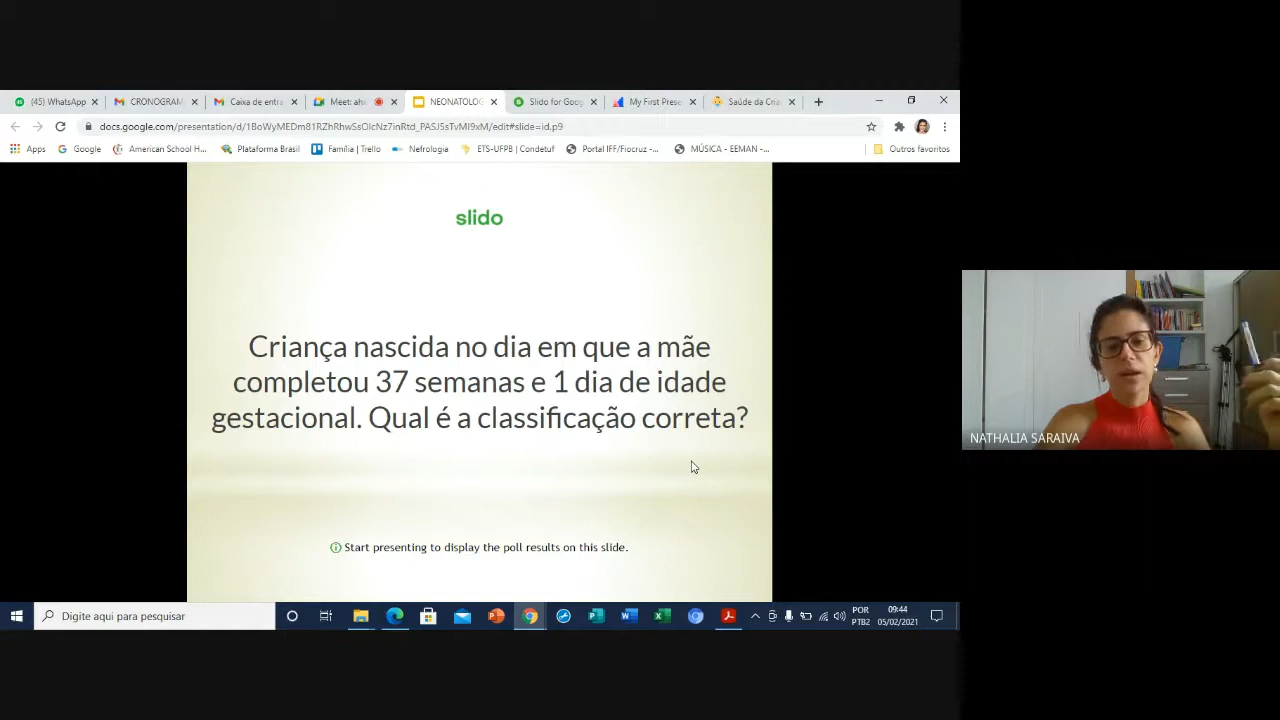 (45) WhatsApp
CRONOGRAM
Caixa de entra
Meet: ah
NEONATOLOG
Slido for Goog
My First Prese
Saúde da Cria
docs.google.com/presentation/d/1BoWyMEDm81RZhRhwSsOlcNz7inRtd_PASJ5sTvMI9xM/edit#slide=id.p9
Apps
Google
American School H...
Plataforma Brasil
Família | Trello
Nefrologia
ETS-UFPB | Condetuf
Portal IFF/Fiocruz -...
MÚSICA - EEMAN -...
Outros favoritos
slido
Criança nascida no dia em que a mãe
completou 37 semanas e 1 dia de idade
gestacional. Qual é a classificação correta?
Start presenting to display the poll results on this slide.
NATHALIA SARAIVA
Digite aqui para pesquisar
POR
PTB2
09:44
05/02/2021